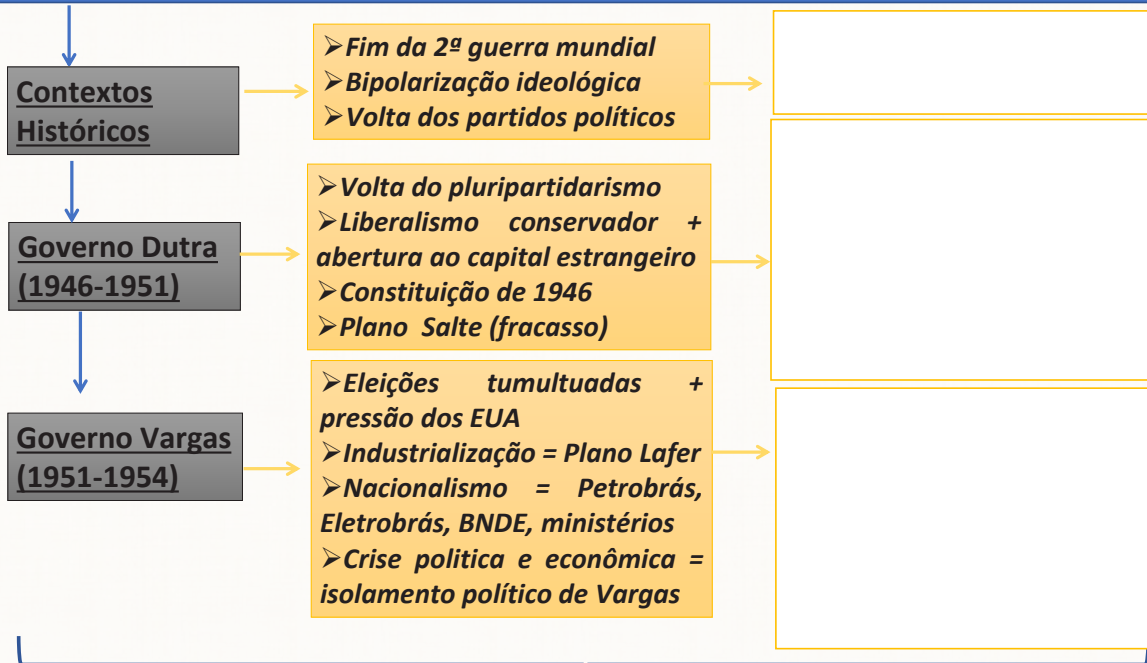 Contextos
Históricos
➢Fim da 2ª guerra mundial
➢Bipolarização ideológica
➢Volta dos partidos políticos
Governo Dutra
(1946-1951)
➢Volta do pluripartidarismo
➢Liberalismo conservador +
abertura ao capital estrangeiro
➢Constituição de 1946
➢Plano Salte (fracasso)
Governo Vargas
(1951-1954)
➢Eleições tumultuadas +
pressão dos EUA
➢Industrialização = Plano Lafer
➢Nacionalismo = Petrobrás,
Eletrobrás, BNDE, ministérios
➢Crise politica e econômica =
isolamento político de Vargas